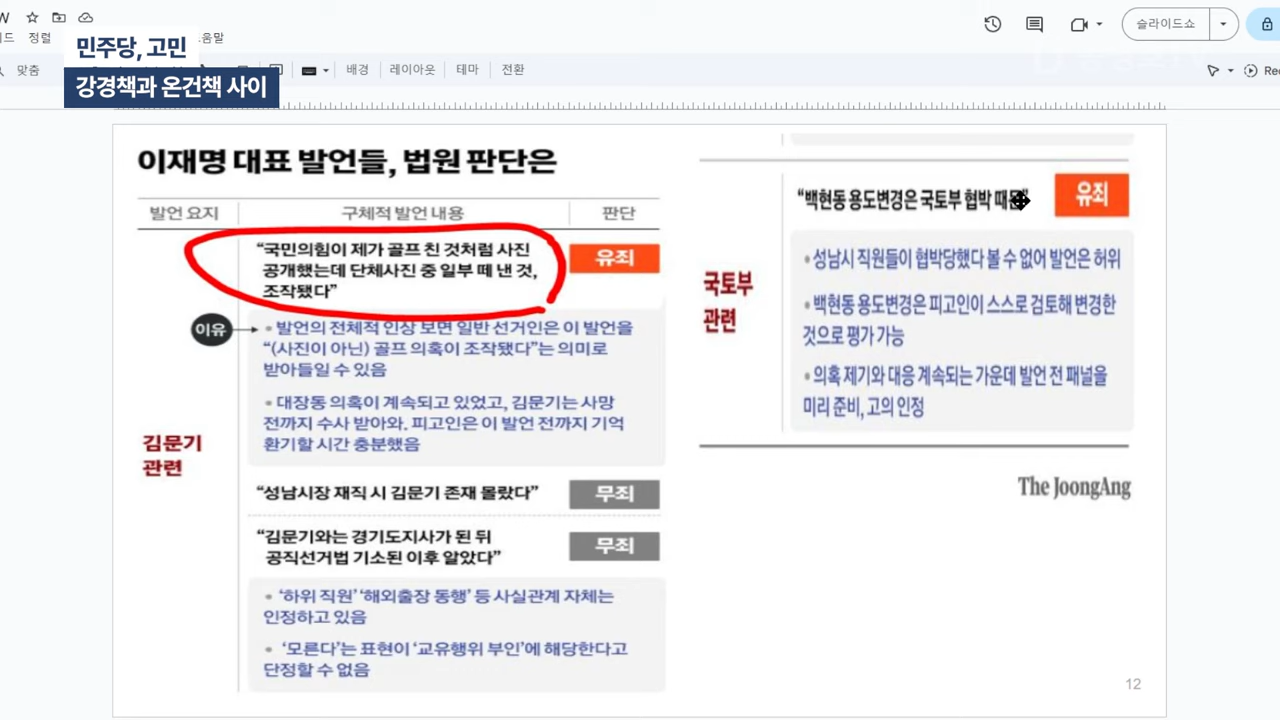 W
드 정렬
움말
민주당, 고민
강경책과 온건책 사이
맞춤
배경 레이아웃 테마 전환
슬라이드쇼
Rec
이재명 대표 발언들, 법원 판단은
발언 요지 구체적 발언 내용 판단
“국민의힘이 제가 골프 친 것처럼 사진
공개했는데 단체사진 중 일부 떼 낸 것,
조작됐다”
유죄
이유
• 발언의 전체적 인상 보면 일반 선거인은 이 발언을
“(사진이 아닌) 골프 의혹이 조작됐다”는 의미로
받아들일 수 있음
• 대장동 의혹이 계속되고 있었고, 김문기는 사망
전까지 수사 받아와. 피고인은 이 발언 전까지 기억
환기할 시간 충분했음
김문기
관련
“성남시장 재직 시 김문기 존재 몰랐다”
무죄
“김문기와는 경기도지사가 된 뒤
공직선거법 기소된 이후 알았다”
무죄
• ‘하위 직원’ ‘해외출장 동행’ 등 사실관계 자체는
인정하고 있음
• ‘모른다’는 표현이 ‘교유행위 부인’에 해당한다고
단정할 수 없음
“백현동 용도변경은 국토부 협박 때문”
유죄
국토부
관련
• 성남시 직원들이 협박당했다 볼 수 없어 발언은 허위
• 백현동 용도변경은 피고인이 스스로 검토해 변경한
것으로 평가 가능
• 의혹 제기와 대응 계속되는 가운데 발언 전 패널을
미리 준비, 고의 인정
The JoongAng
12